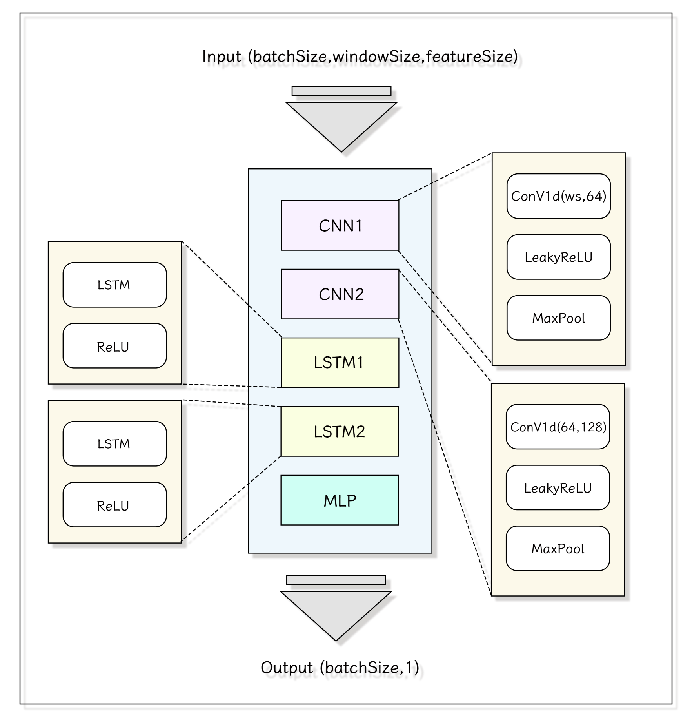 Input (batchSize,windowSize,featureSize)
CNN1
CNN2
LSTM1
LSTM2
MLP
ConV1d(ws,64)
LeakyReLU
MaxPool
ConV1d(64,128)
LeakyReLU
MaxPool
LSTM
ReLU
LSTM
ReLU
Output (batchSize,1)